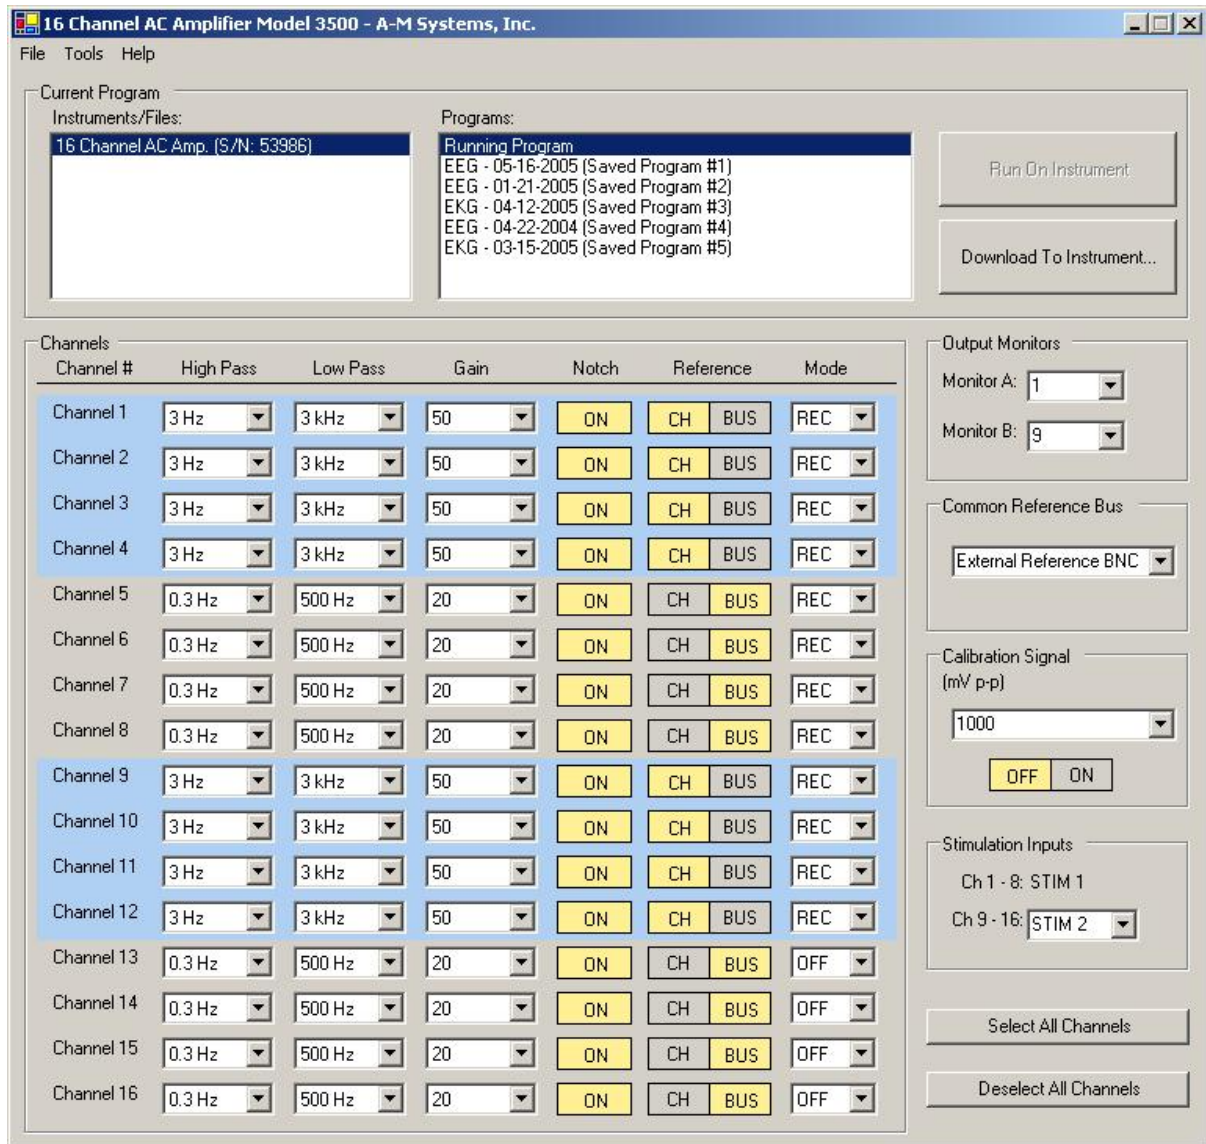 16 Channel AC Amplifier Model 3500 - A-M Systems, Inc.
File Tools Help
Current Program
Instruments/Files:
16 Channel AC Amp. (S/N: 53986)
Programs:
Running Program
EEG - 05-16-2005 (Saved Program #1)
EEG - 01-21-2005 (Saved Program #2)
EKG - 04-12-2005 (Saved Program #3)
EEG - 04-22-2004 (Saved Program #4)
EKG - 03-15-2005 (Saved Program #5)
Run On Instrument
Download To Instrument...
Channels
Channel # High Pass Low Pass Gain Notch Reference Mode
Channel 1 3 Hz 3 kHz 50 ON CH BUS REC
Channel 2 3 Hz 3 kHz 50 ON CH BUS REC
Channel 3 3 Hz 3 kHz 50 ON CH BUS REC
Channel 4 3 Hz 3 kHz 50 ON CH BUS REC
Channel 5 0.3 Hz 500 Hz 20 ON CH BUS REC
Channel 6 0.3 Hz 500 Hz 20 ON CH BUS REC
Channel 7 0.3 Hz 500 Hz 20 ON CH BUS REC
Channel 8 0.3 Hz 500 Hz 20 ON CH BUS REC
Channel 9 3 Hz 3 kHz 50 ON CH BUS REC
Channel 10 3 Hz 3 kHz 50 ON CH BUS REC
Channel 11 3 Hz 3 kHz 50 ON CH BUS REC
Channel 12 3 Hz 3 kHz 50 ON CH BUS REC
Channel 13 0.3 Hz 500 Hz 20 ON CH BUS OFF
Channel 14 0.3 Hz 500 Hz 20 ON CH BUS OFF
Channel 15 0.3 Hz 500 Hz 20 ON CH BUS OFF
Channel 16 0.3 Hz 500 Hz 20 ON CH BUS OFF
Output Monitors
Monitor A: 1
Monitor B: 9
Common Reference Bus
External Reference BNC
Calibration Signal
(mV p-p)
1000
OFF ON
Stimulation Inputs
Ch 1 - 8: STIM 1
Ch 9 - 16: STIM 2
Select All Channels
Deselect All Channels